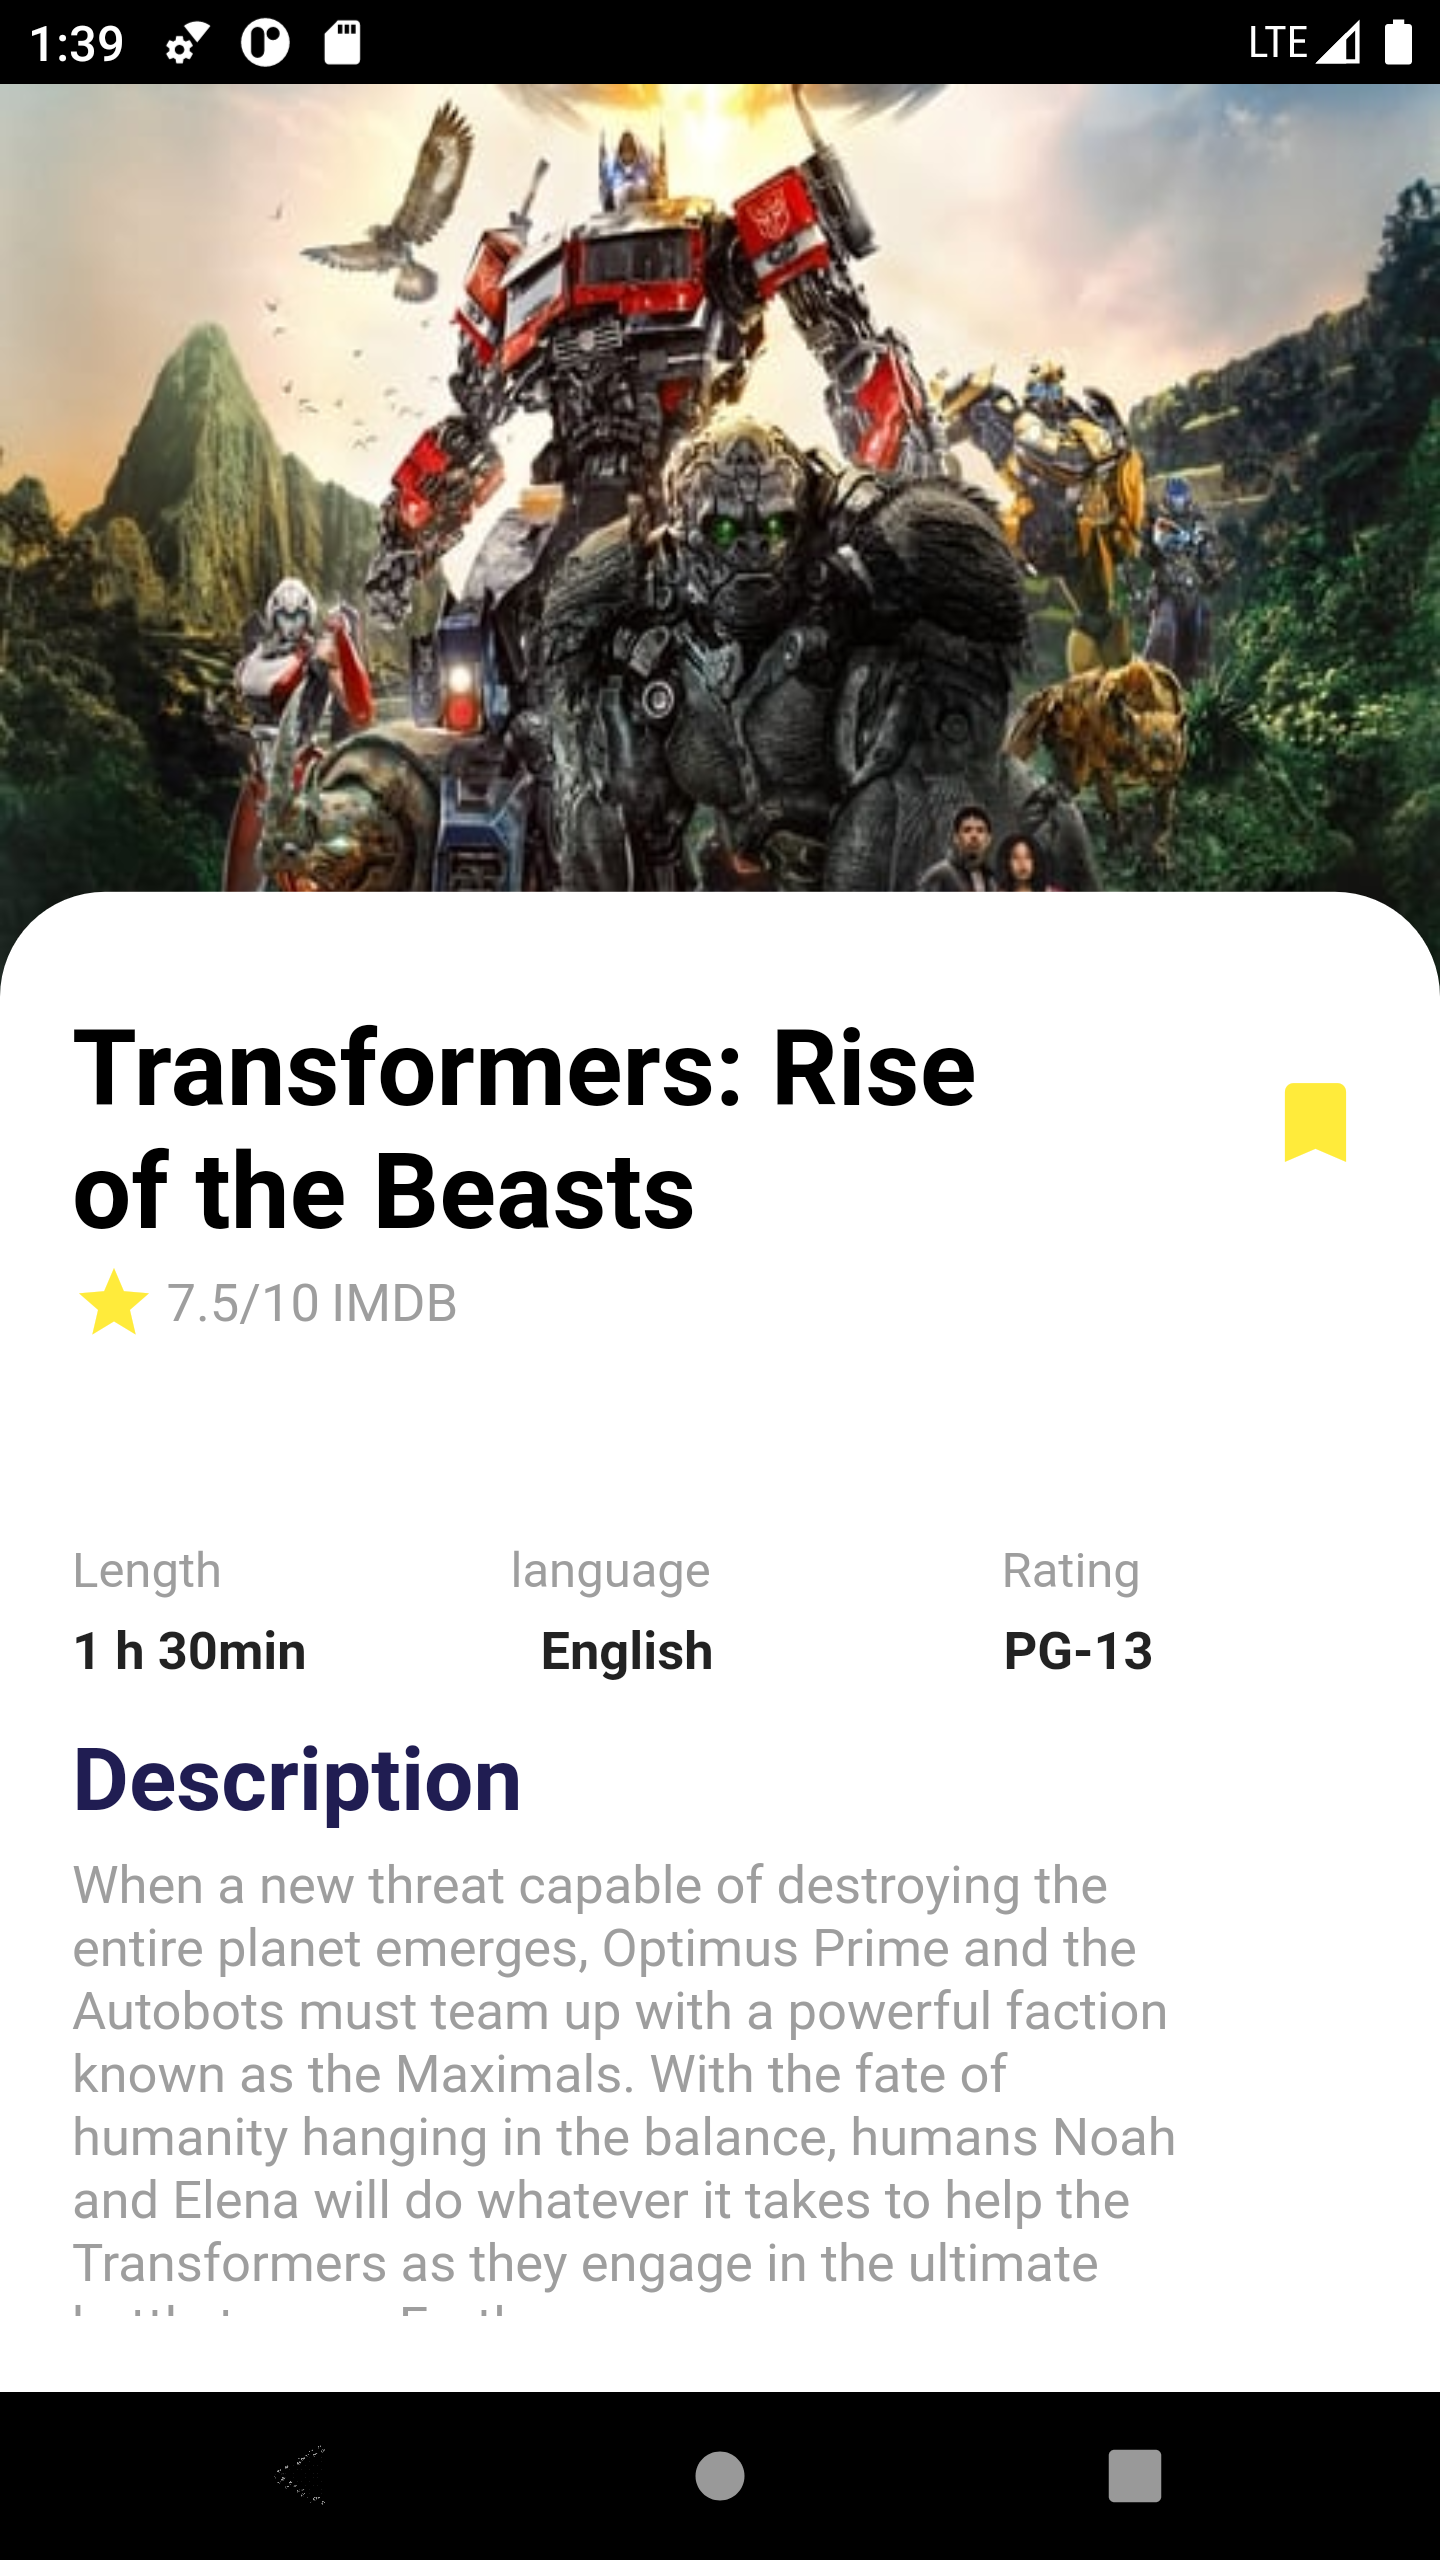 1:39
LTE
Transformers: Rise
of the Beasts
7.5/10 IMDB
Length language Rating
1 h 30min English PG-13
Description
When a new threat capable of destroying the
entire planet emerges, Optimus Prime and the
Autobots must team up with a powerful faction
known as the Maximals. With the fate of
humanity hanging in the balance, humans Noah
and Elena will do whatever it takes to help the
Transformers as they engage in the ultimate